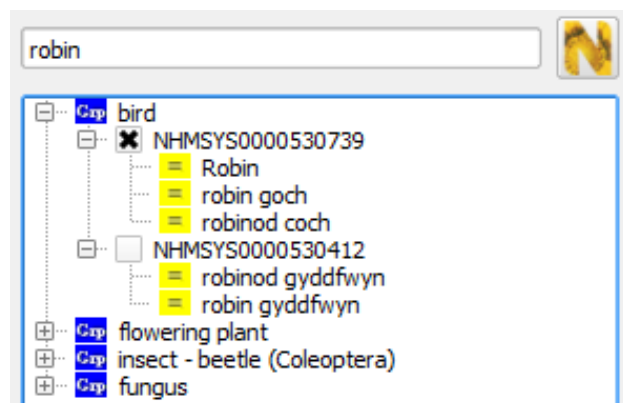 robin
N
Grp bird
NHMSYS0000530739
= Robin
= robin goch
= robinod coch
NHMSYS0000530412
= robinod gyddfwyn
= robin gyddfwyn
Grp flowering plant
Grp insect - beetle (Coleoptera)
Grp fungus